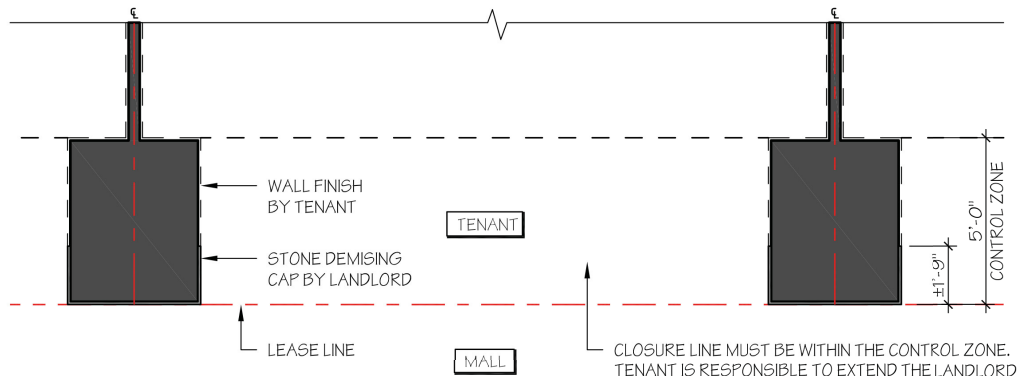 ℄ ℄
WALL FINISH
BY TENANT
TENANT
STONE DEMISING
CAP BY LANDLORD
5'-0"
CONTROL ZONE
±1'-9"
LEASE LINE
MALL
CLOSURE LINE MUST BE WITHIN THE CONTROL ZONE.
TENANT IS RESPONSIBLE TO EXTEND THE LANDLORD